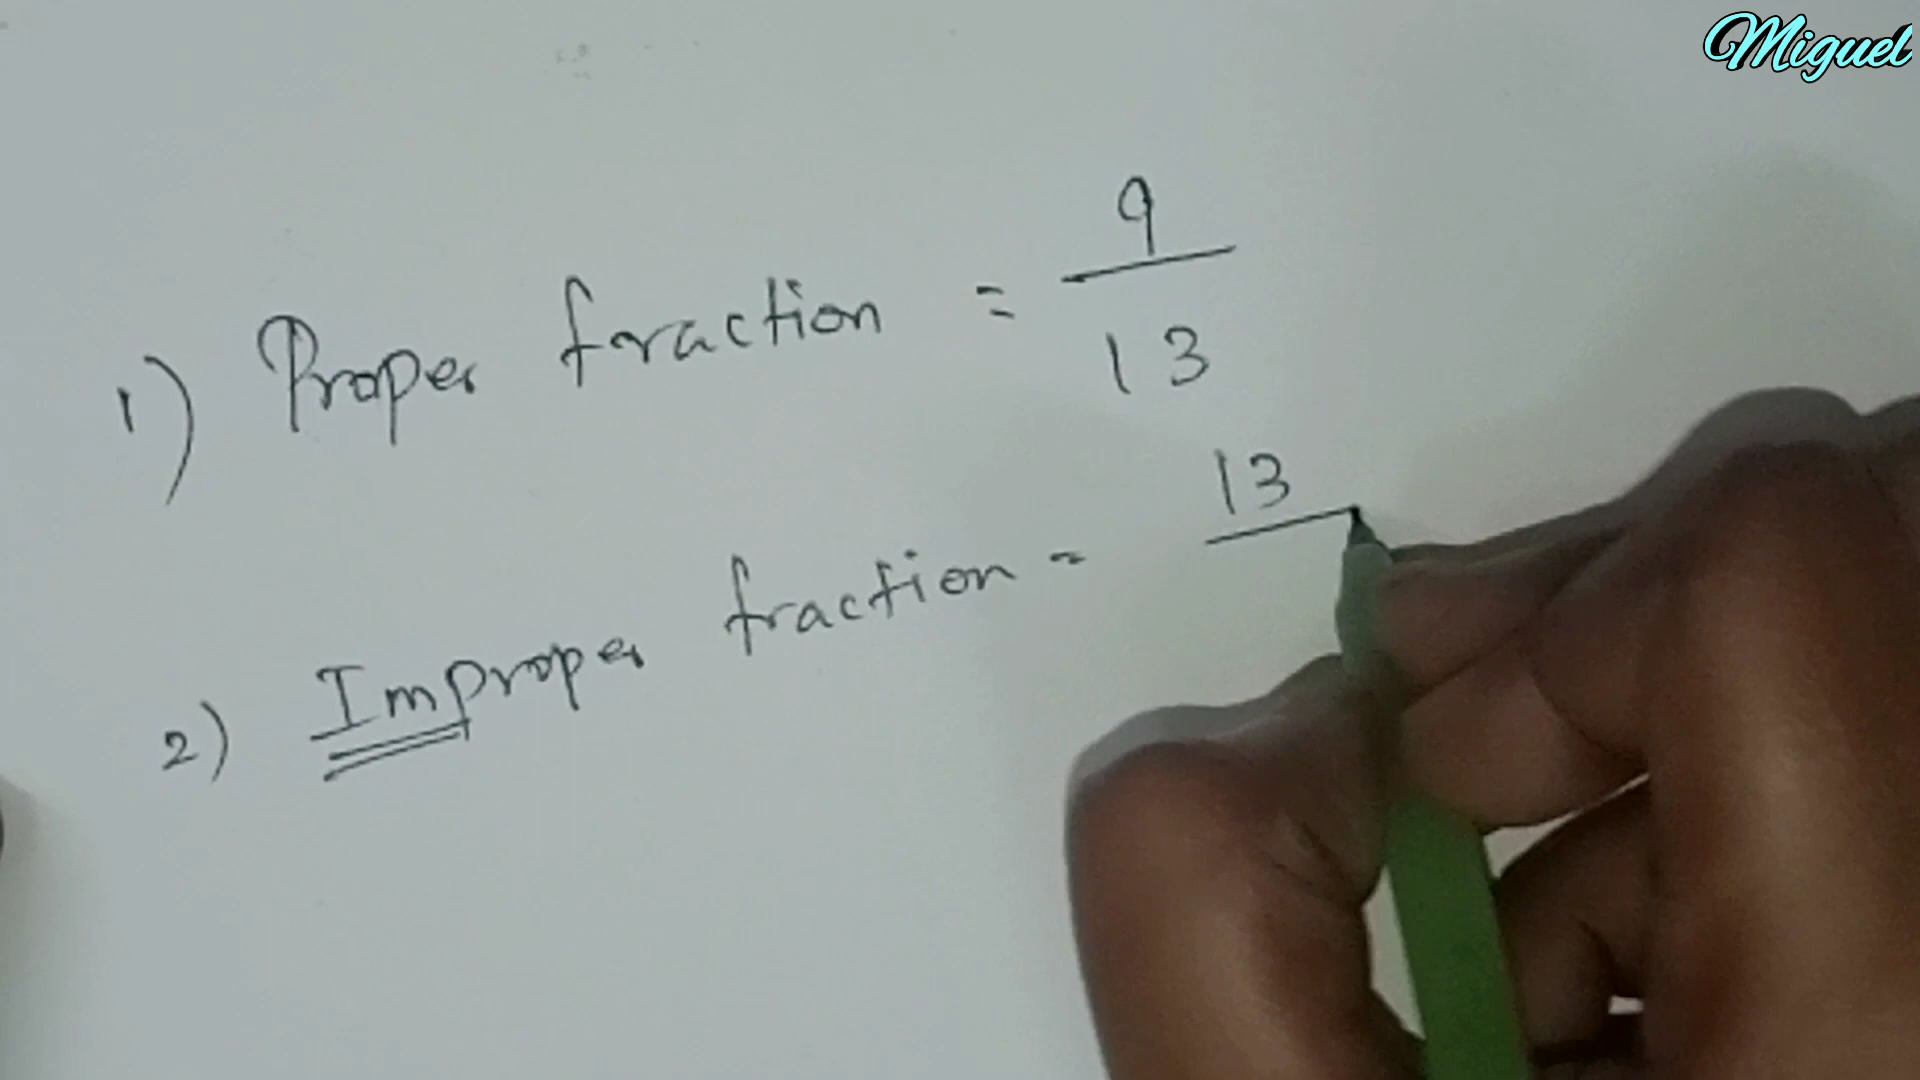 Miguel
1) Proper fraction = 9/13
2) Improper fraction = 13/